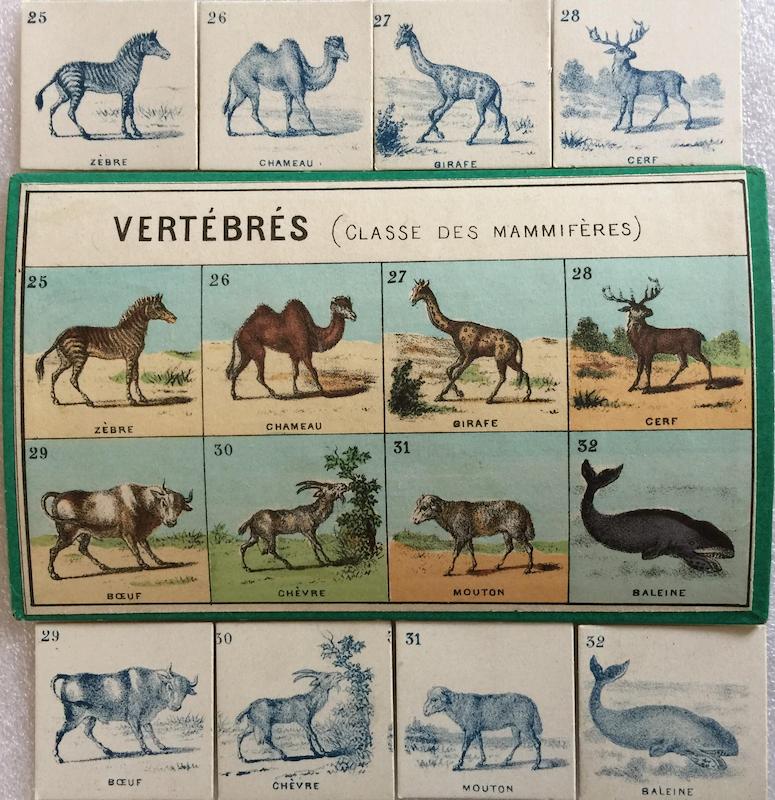 25 26 27 28
ZÈBRE CHAMEAU GIRAFE CERF
VERTÉBRÉS (CLASSE DES MAMMIFÈRES)
25 26 27 28
ZÈBRE CHAMEAU GIRAFE CERF
29 30 31 32
BŒUF CHÈVRE MOUTON BALEINE
29 30 31 32
BŒUF CHÈVRE MOUTON BALEINE